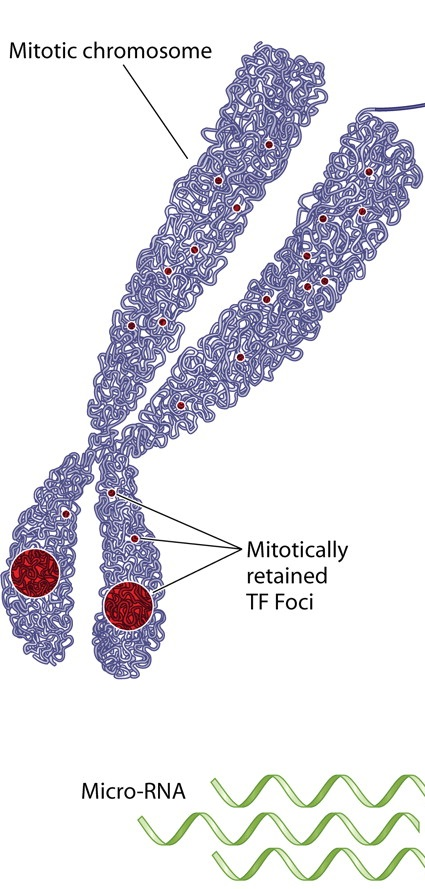 Mitotic chromosome
Mitotically
retained
TF Foci
Micro-RNA